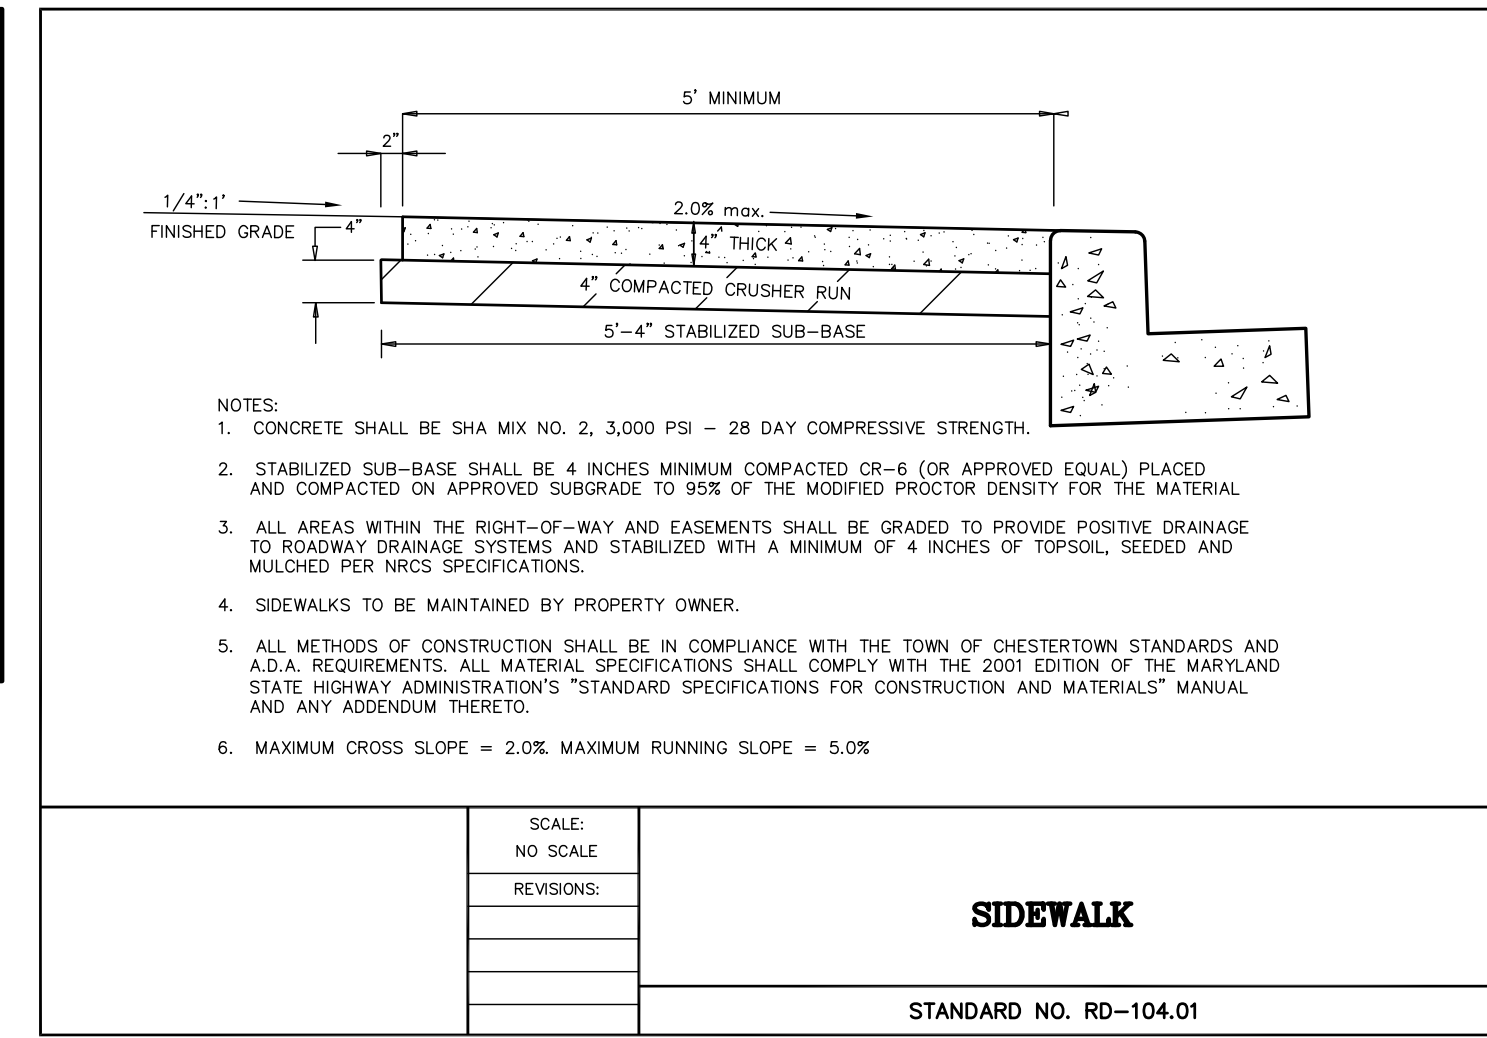 5' MINIMUM
2"
1/4":1'
2.0% max.
FINISHED GRADE
4"
4" THICK
4" COMPACTED CRUSHER RUN
5'-4" STABILIZED SUB-BASE
NOTES:
1. CONCRETE SHALL BE SHA MIX NO. 2, 3,000 PSI - 28 DAY COMPRESSIVE STRENGTH.
2. STABILIZED SUB-BASE SHALL BE 4 INCHES MINIMUM COMPACTED CR-6 (OR APPROVED EQUAL) PLACED
AND COMPACTED ON APPROVED SUBGRADE TO 95% OF THE MODIFIED PROCTOR DENSITY FOR THE MATERIAL
3. ALL AREAS WITHIN THE RIGHT-OF-WAY AND EASEMENTS SHALL BE GRADED TO PROVIDE POSITIVE DRAINAGE
TO ROADWAY DRAINAGE SYSTEMS AND STABILIZED WITH A MINIMUM OF 4 INCHES OF TOPSOIL, SEEDED AND
MULCHED PER NRCS SPECIFICATIONS.
4. SIDEWALKS TO BE MAINTAINED BY PROPERTY OWNER.
5. ALL METHODS OF CONSTRUCTION SHALL BE IN COMPLIANCE WITH THE TOWN OF CHESTERTOWN STANDARDS AND
A.D.A. REQUIREMENTS. ALL MATERIAL SPECIFICATIONS SHALL COMPLY WITH THE 2001 EDITION OF THE MARYLAND
STATE HIGHWAY ADMINISTRATION'S "STANDARD SPECIFICATIONS FOR CONSTRUCTION AND MATERIALS" MANUAL
AND ANY ADDENDUM THERETO.
6. MAXIMUM CROSS SLOPE = 2.0%. MAXIMUM RUNNING SLOPE = 5.0%
SCALE:
NO SCALE
REVISIONS:
SIDEWALK
STANDARD NO. RD-104.01